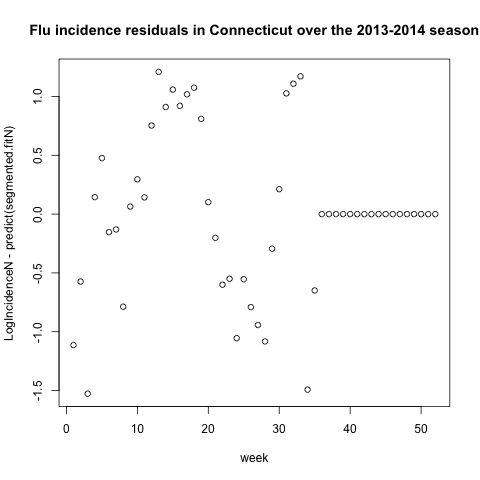 Flu incidence residuals in Connecticut over the 2013-2014 season
LogIncidenceN - predict(segmented.fitN)
1.0
0.5
0.0
-0.5
-1.0
-1.5
0 10 20 30 40 50
week